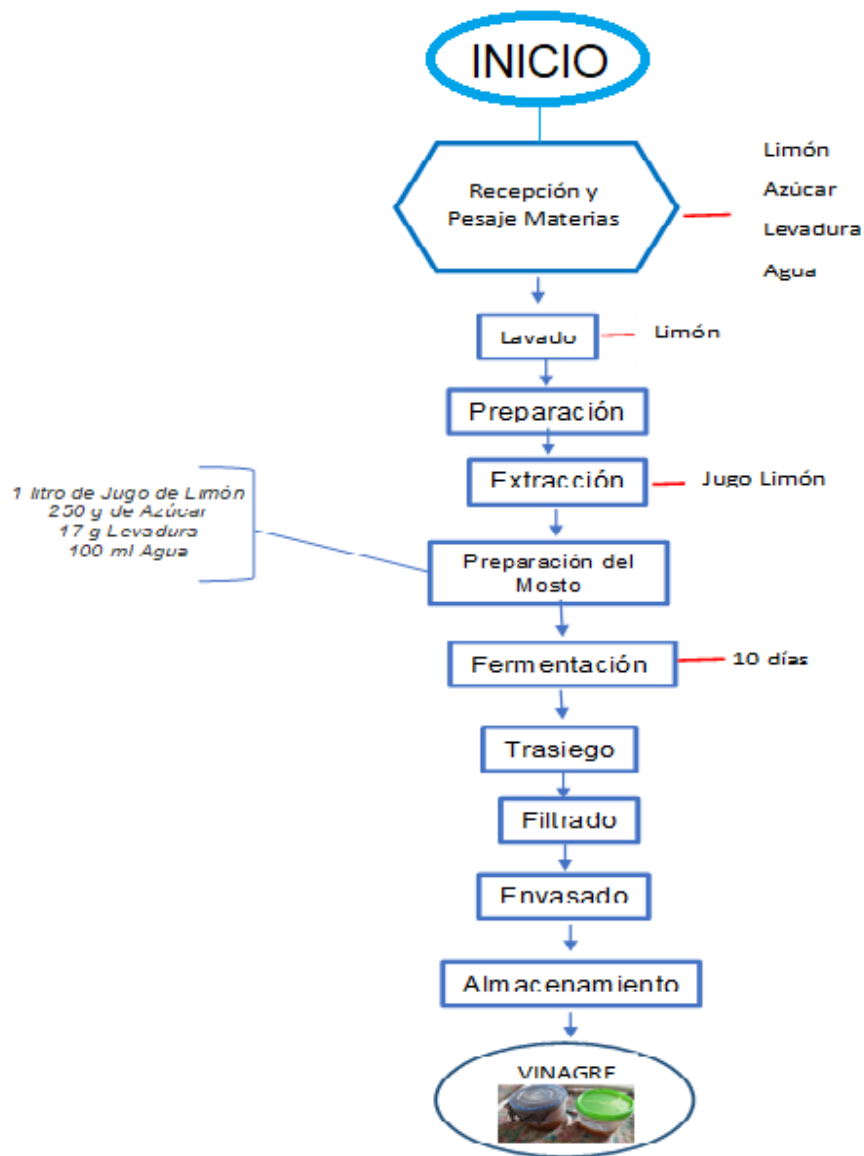 INICIO
Recepción y
Pesaje Materias
Limón
Azúcar
Levadura
Agua
Lavado
Limón
Preparación
Extracción
Jugo Limón
1 litro de Jugo de Limón
250 g de Azúcar
17 g Levadura
100 ml Agua
Preparación del
Mosto
Fermentación
10 días
Trasiego
Filtrado
Envasado
Almacenamiento
VINAGRE